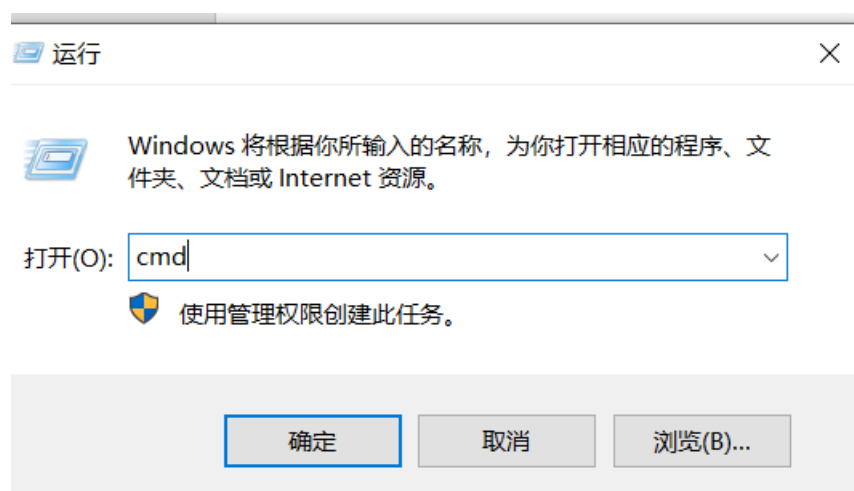 运行
Windows 将根据你所输入的名称，为你打开相应的程序、文
件夹、文档或 Internet 资源。
打开(O): cmd
使用管理权限创建此任务。
确定 取消 浏览(B)...